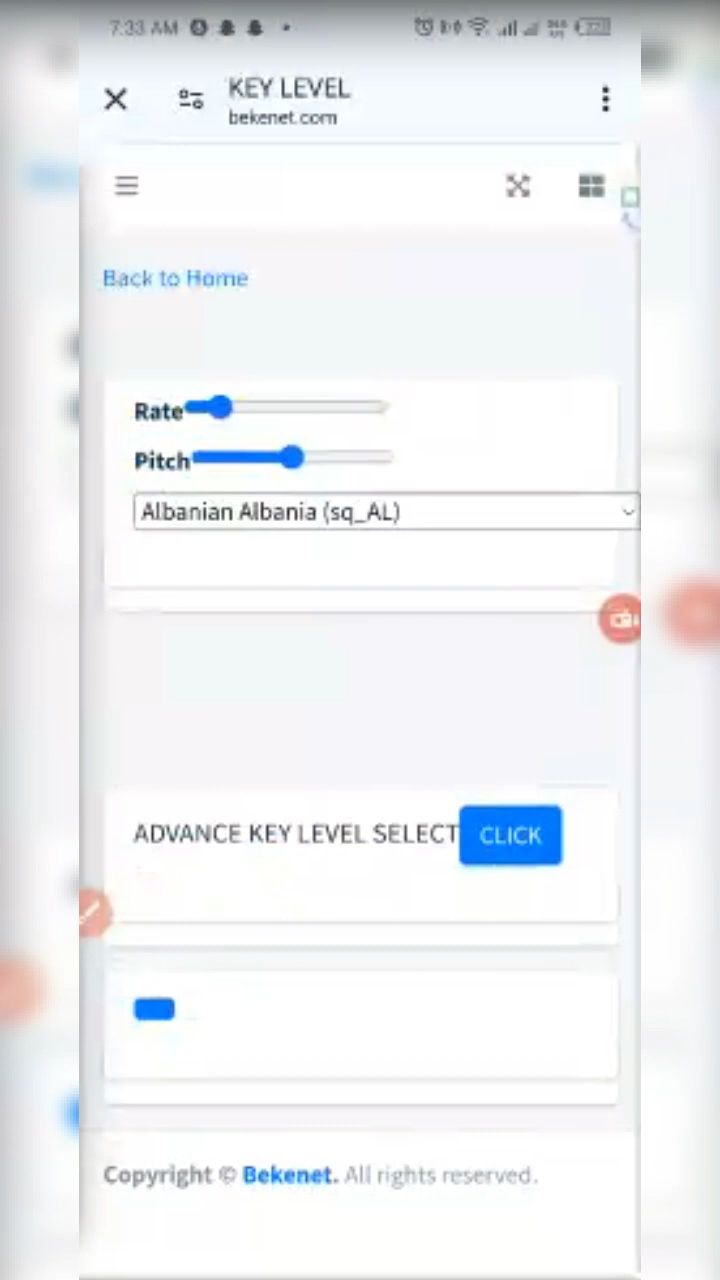 7:33 AM
KEY LEVEL
bekenet.com
Back to Home
Rate
Pitch
Albanian Albania (sq_AL)
ADVANCE KEY LEVEL SELECT CLICK
Copyright © Bekenet. All rights reserved.